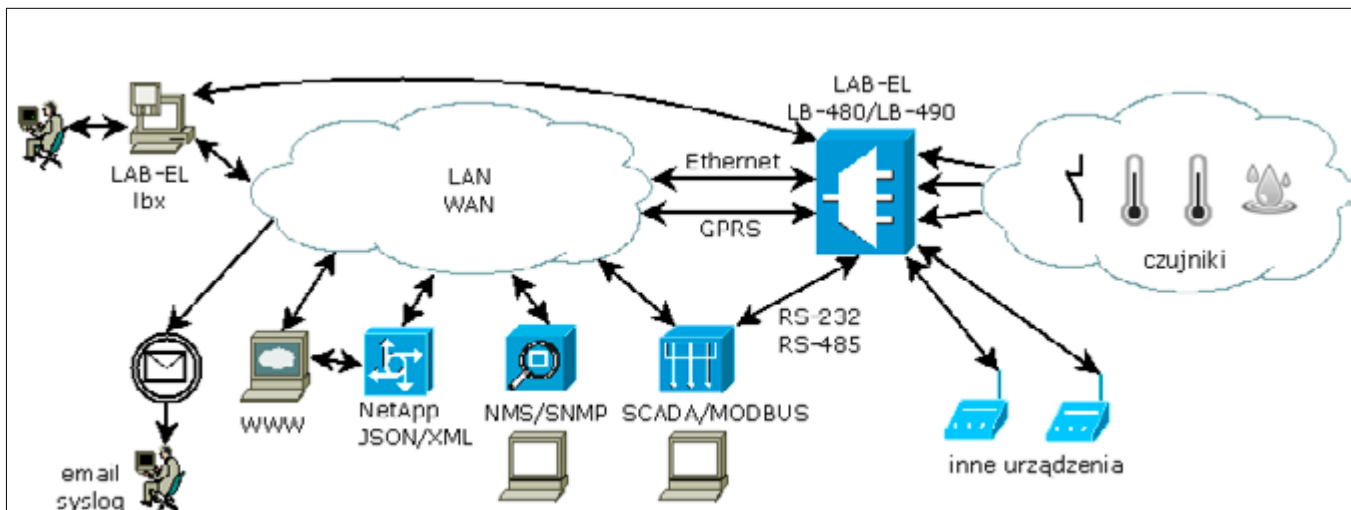 LAB-EL
LB-480/LB-490
LAB-EL
lbx
LAN
WAN
Ethernet
GPRS
czujniki
RS-232
RS-485
WWW
NetApp
JSON/XML
NMS/SNMP
SCADA/MODBUS
inne urządzenia
email
syslog